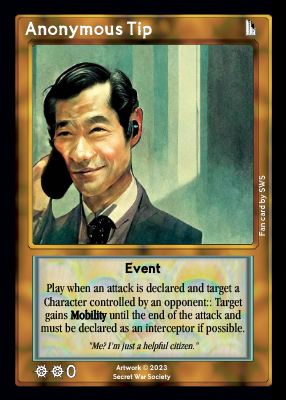 Anonymous Tip
Fan card by SWS
Event
Play when an attack is declared and target a
Character controlled by an opponent:: Target
gains Mobility until the end of the attack and
must be declared as an interceptor if possible.
"Me? I'm just a helpful citizen."
0
Artwork © 2023
Secret War Society